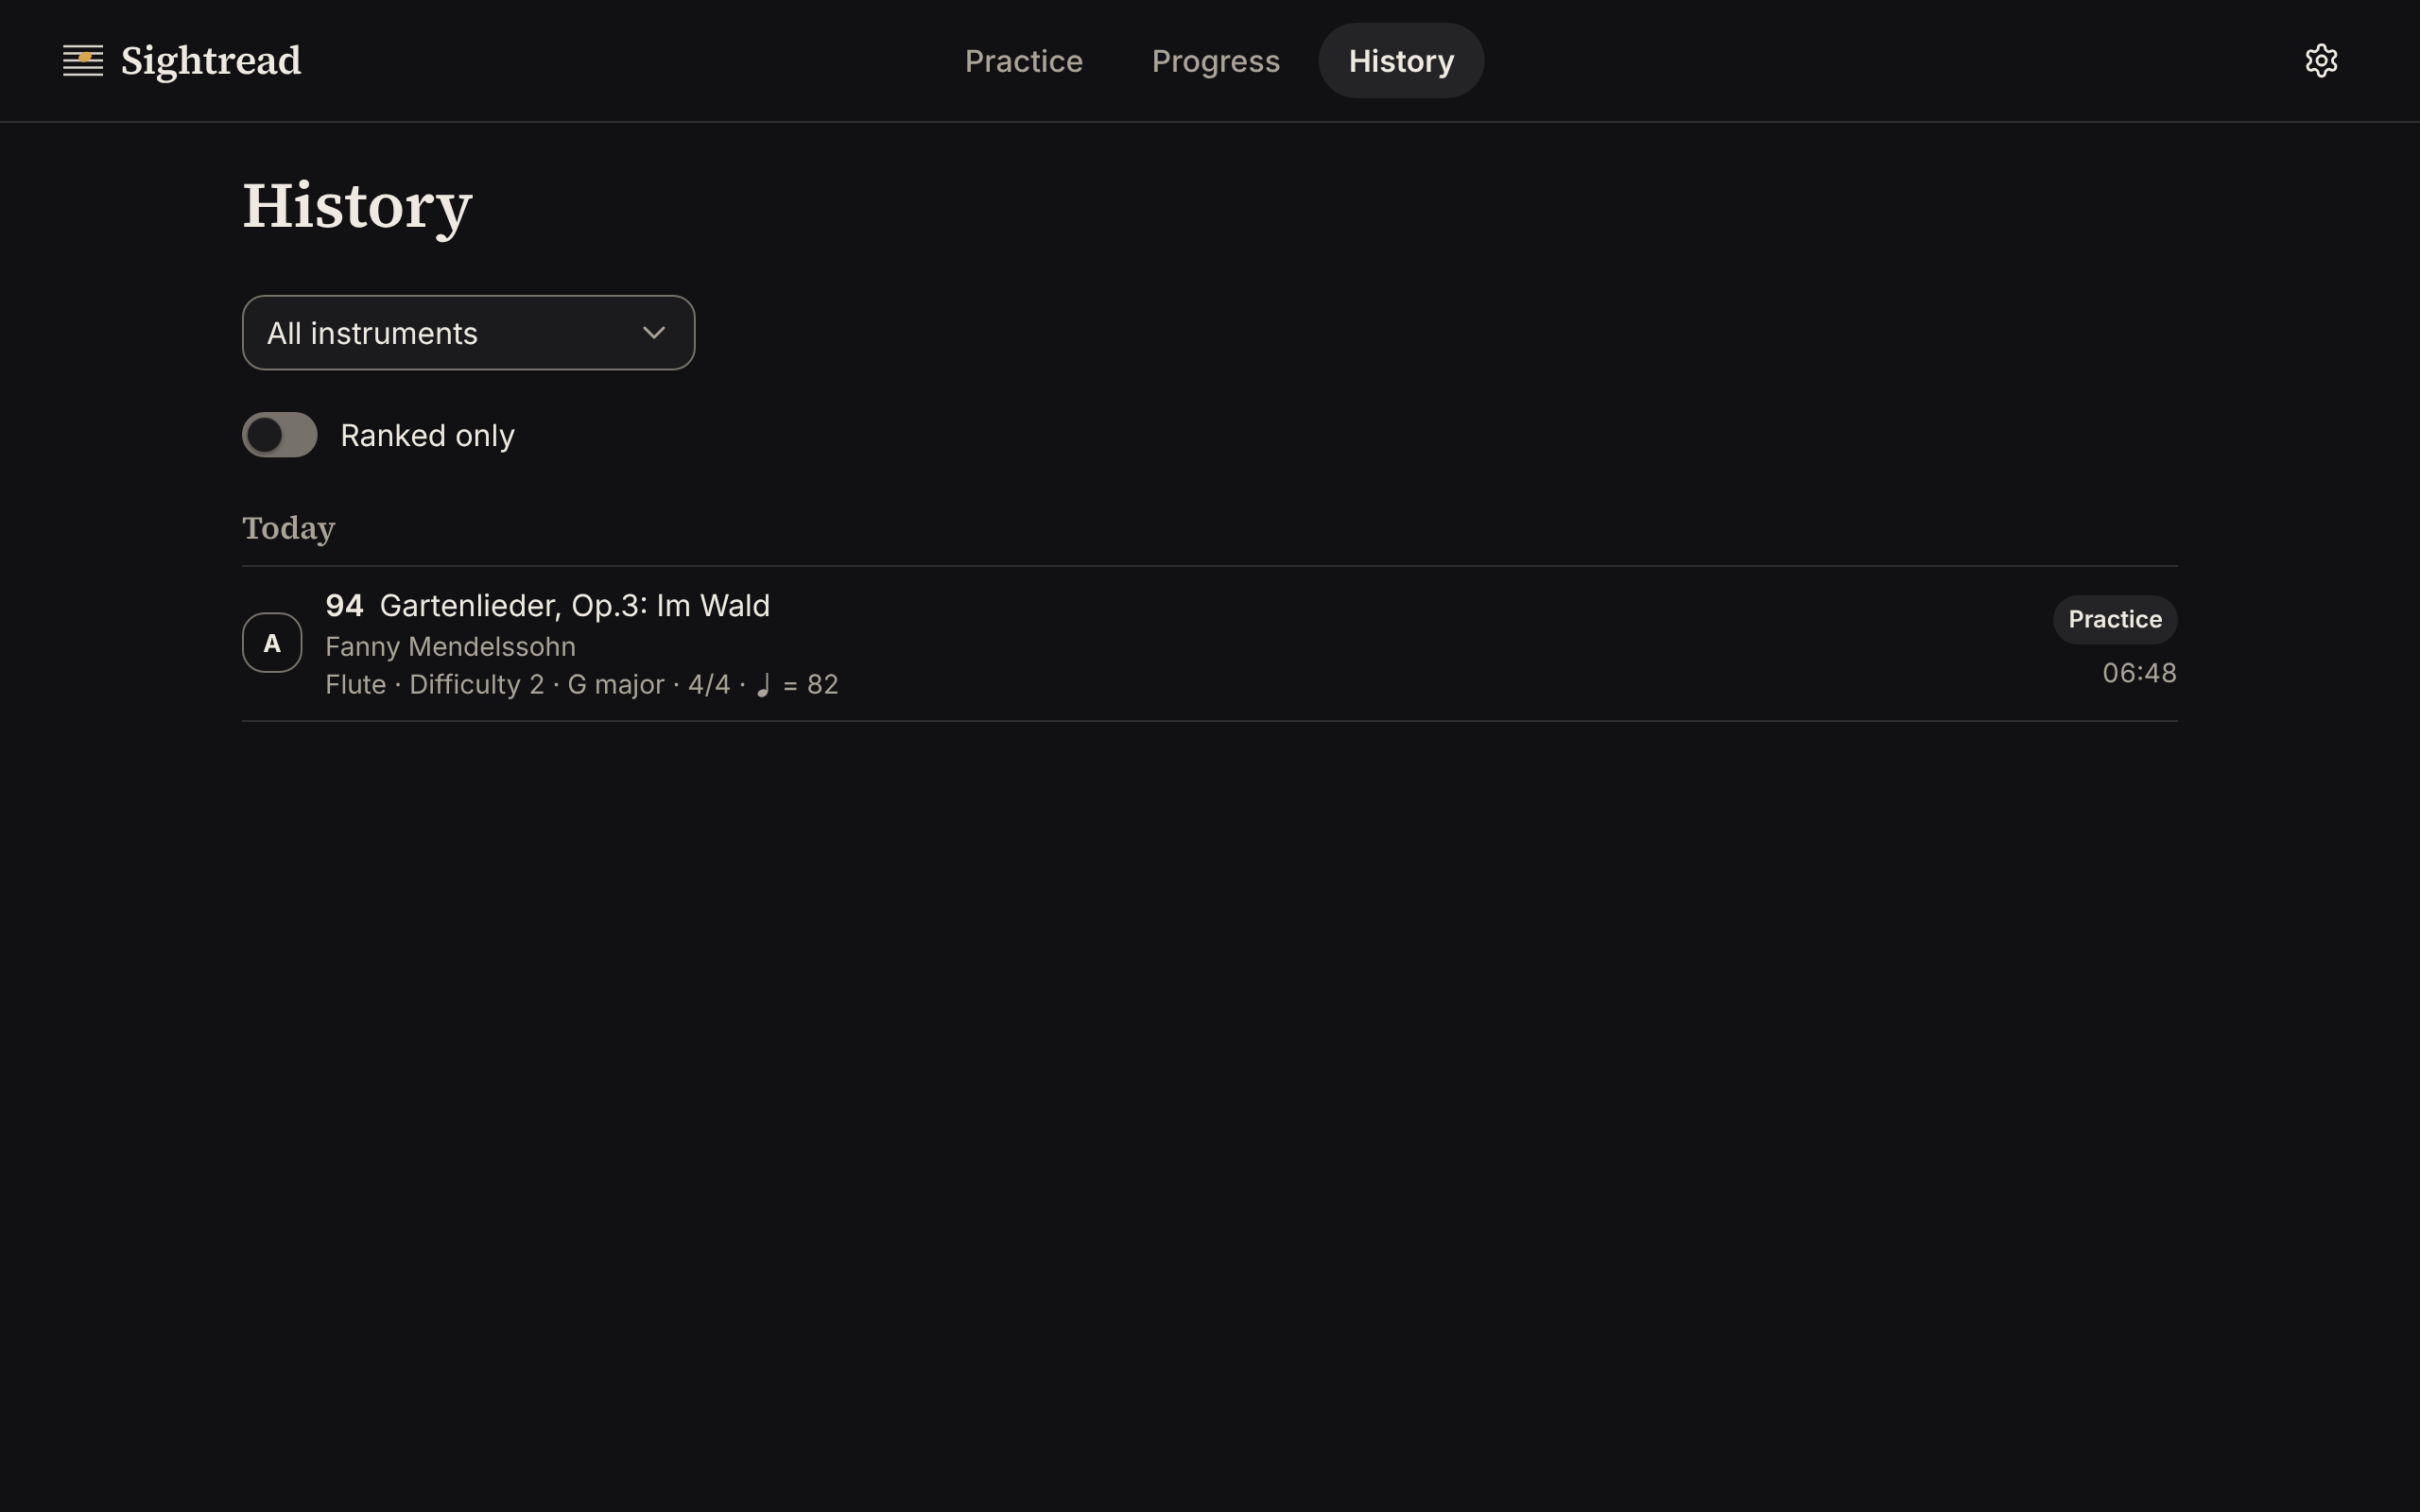 Sightread
Practice Progress History
History
All instruments
Ranked only
Today
A
94 Gartenlieder, Op.3: Im Wald
Fanny Mendelssohn
Flute · Difficulty 2 · G major · 4/4 · ♩ = 82
Practice
06:48